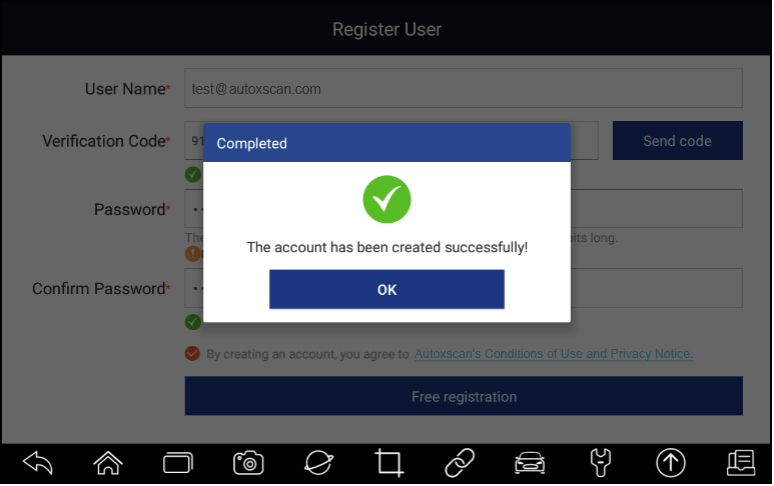 Register User
User Name*
test@autoxscan.com
Verification Code*
91
Send code
Completed
The account has been created successfully!
OK
Password*
its long.
Confirm Password*
By creating an account, you agree to Autoxscan's Conditions of Use and Privacy Notice.
Free registration